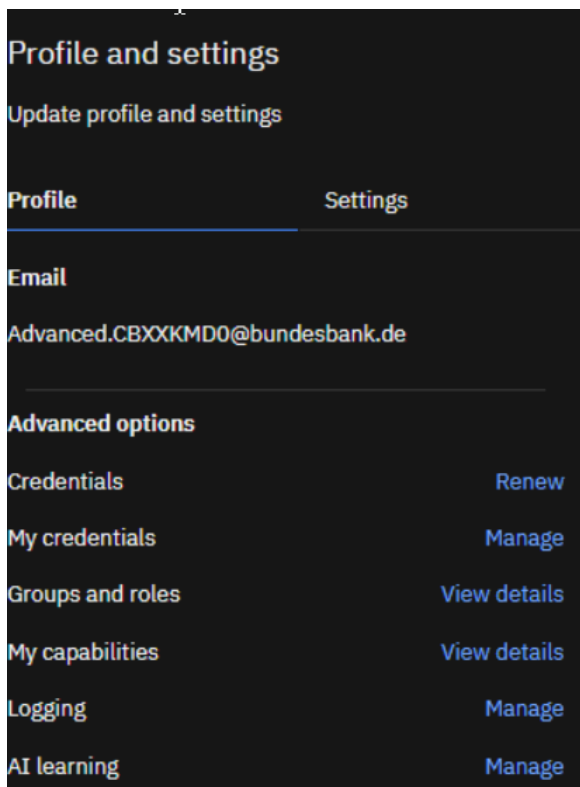 Profile and settings
Update profile and settings
Profile Settings
Email
Advanced.CBXXKMD0@bundesbank.de
Advanced options
Credentials Renew
My credentials Manage
Groups and roles View details
My capabilities View details
Logging Manage
AI learning Manage